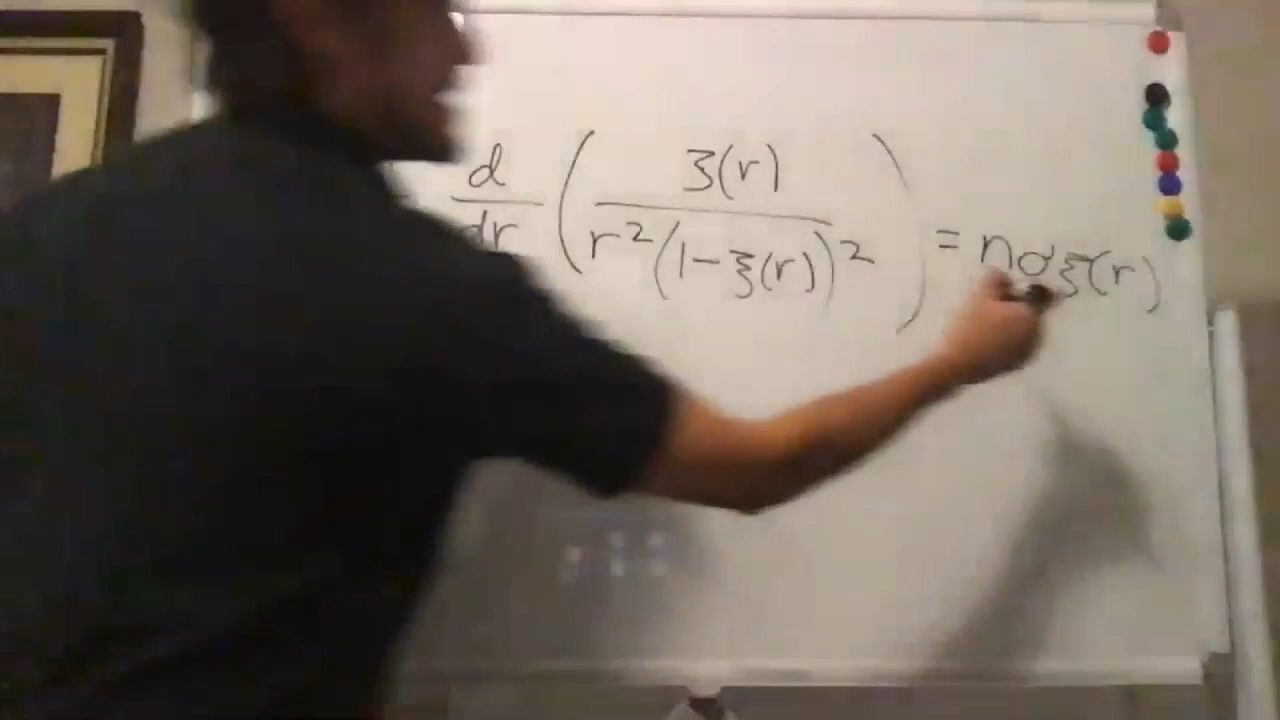 d/dr ( ξ(r) / r²(1-ξ(r))² ) = nσξ(r)